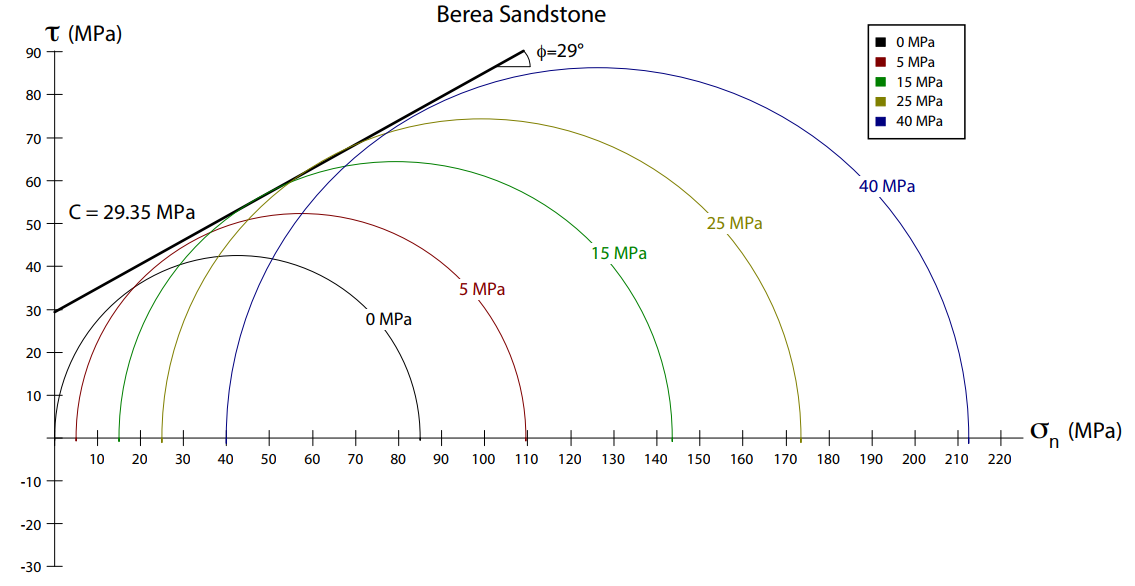 Berea Sandstone
τ (MPa)
ϕ=29°
0 MPa
5 MPa
15 MPa
25 MPa
40 MPa
90
80
70
60
50
40
30
20
10
-10
-20
-30
C = 29.35 MPa
40 MPa
25 MPa
15 MPa
5 MPa
0 MPa
σn (MPa)
10 20 30 40 50 60 70 80 90 100 110 120 130 140 150 160 170 180 190 200 210 220